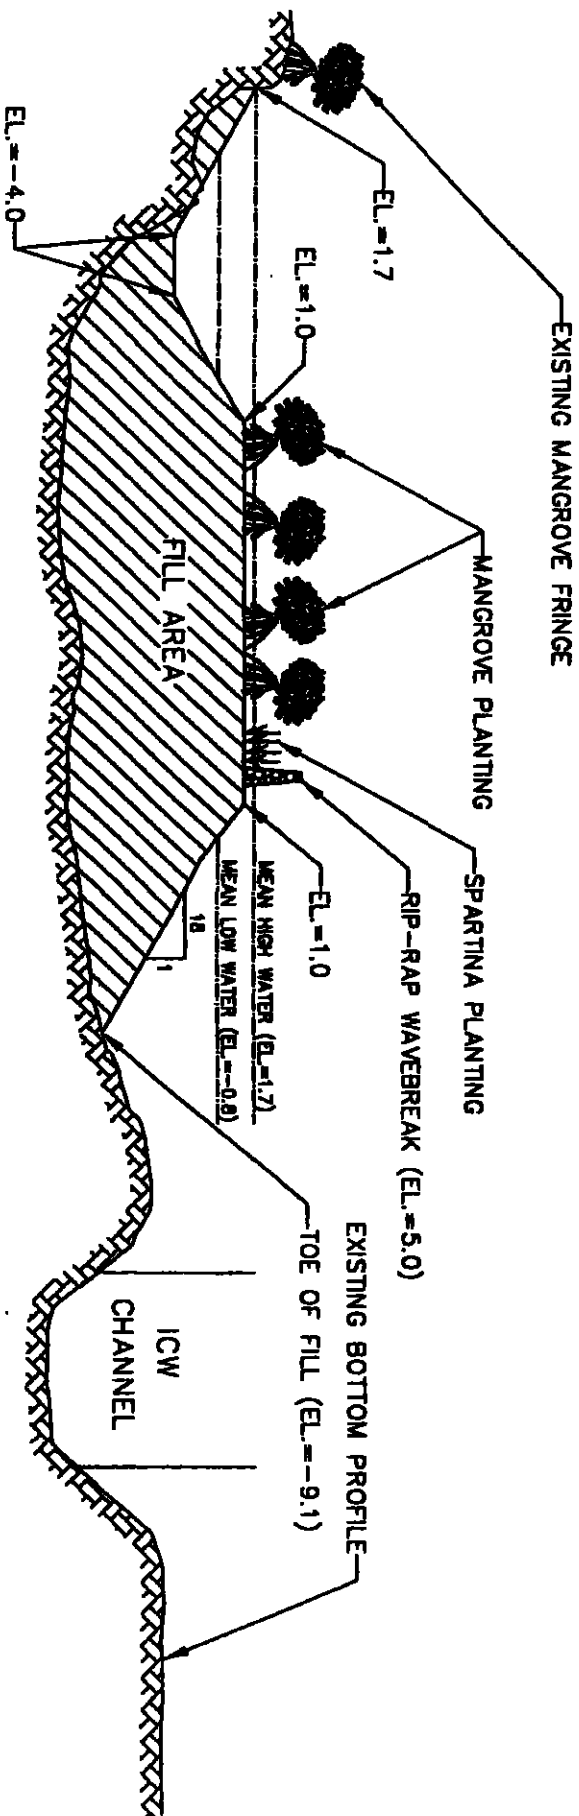 EXISTING MANGROVE FRINGE
MANGROVE PLANTING
SPARTINA PLANTING
RIP-RAP WAVEBREAK (EL.=5.0)
EL.=1.7
EL.=1.0
EL.=1.0
MEAN HIGH WATER (EL.=1.7)
MEAN LOW WATER (EL.=-0.8)
EXISTING BOTTOM PROFILE
TOE OF FILL (EL.=-9.1)
18
1
FILL AREA
ICW
CHANNEL
EL.=-4.0